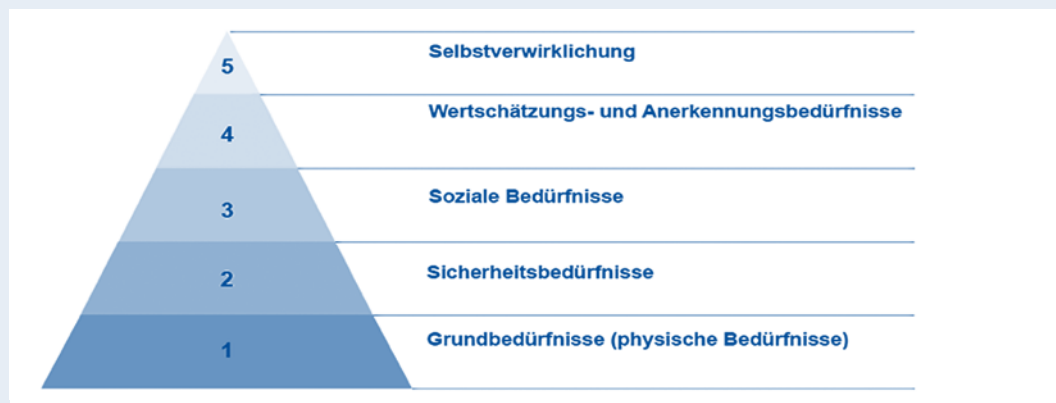 5 Selbstverwirklichung
4 Wertschätzungs- und Anerkennungsbedürfnisse
3 Soziale Bedürfnisse
2 Sicherheitsbedürfnisse
1 Grundbedürfnisse (physische Bedürfnisse)